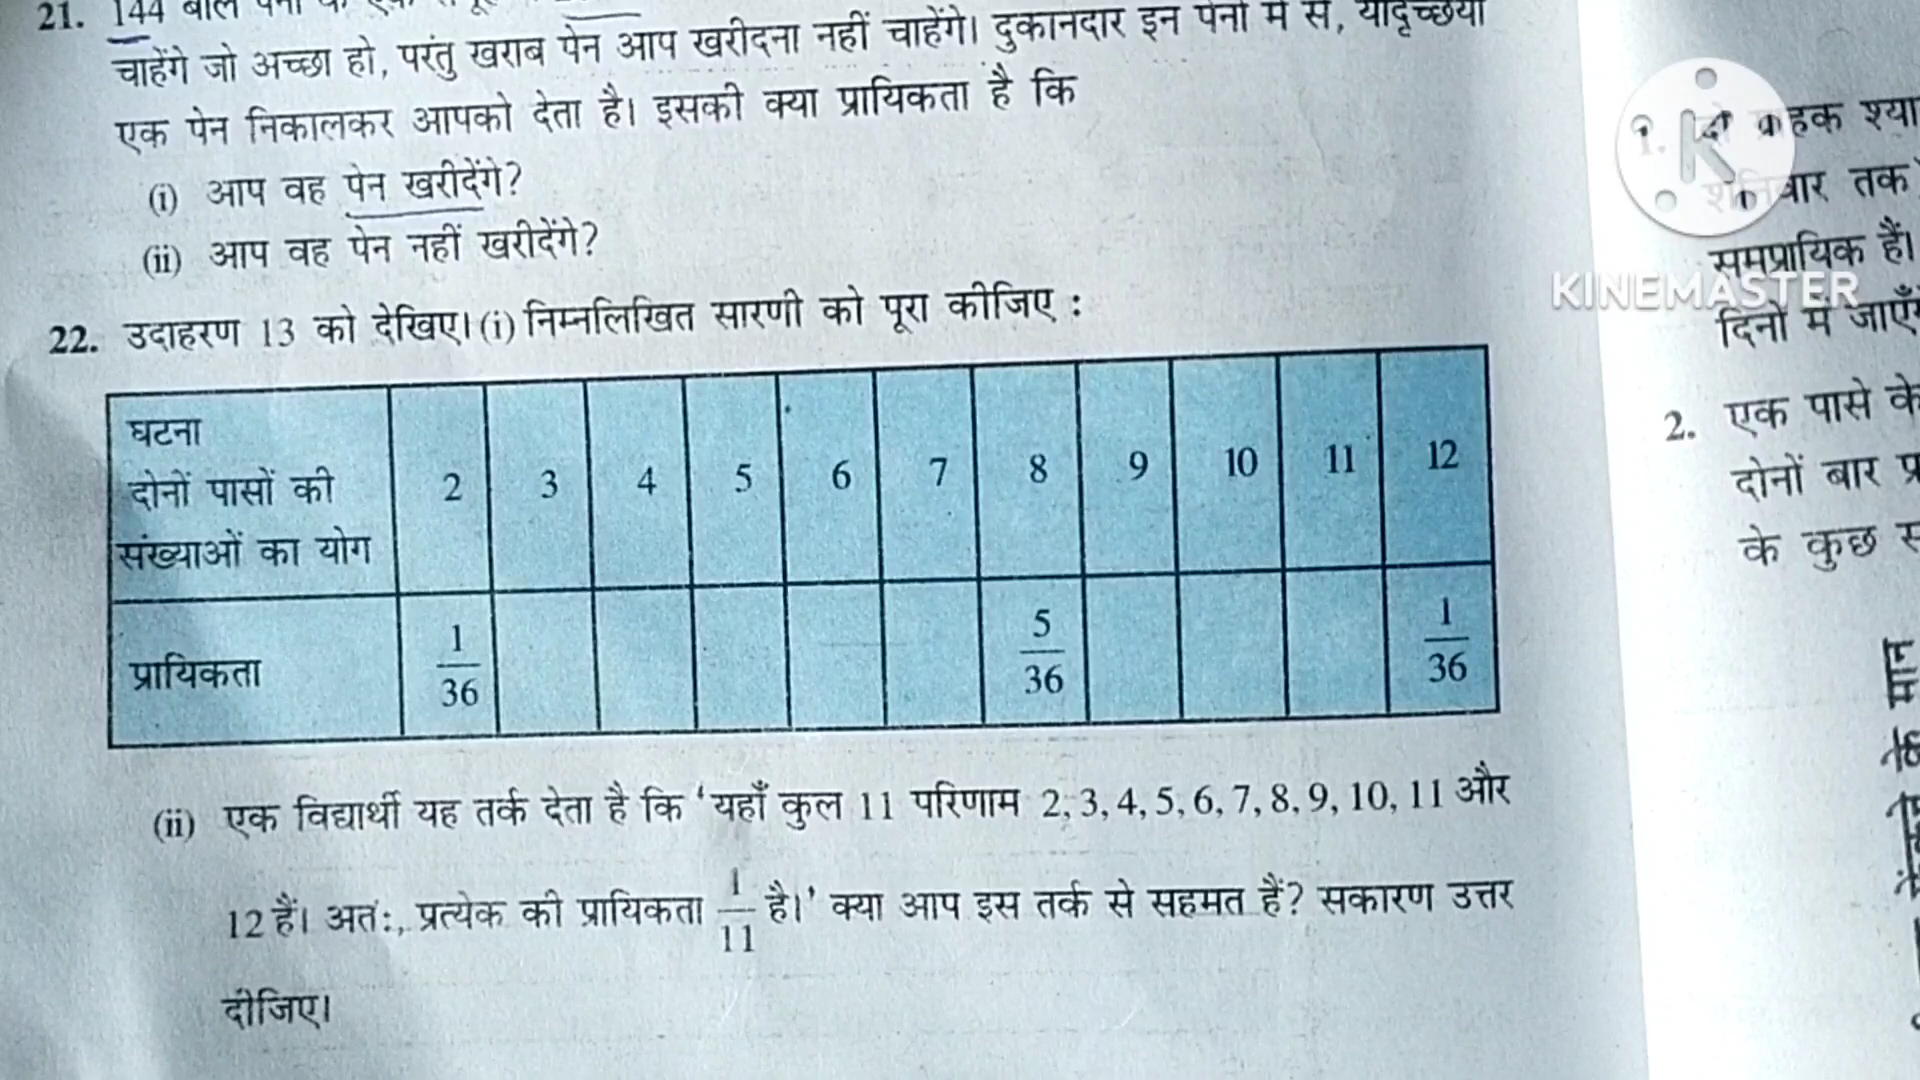 21. 144 बॉल
चाहेंगे जो अच्छा हो, परंतु खराब पेन आप खरीदना नहीं चाहेंगे। दुकानदार इन पेनों में से, यादृच्छया
एक पेन निकालकर आपको देता है। इसकी क्या प्रायिकता है कि
(i) आप वह पेन खरीदेंगे?
(ii) आप वह पेन नहीं खरीदेंगे?
22. उदाहरण 13 को देखिए। (i) निम्नलिखित सारणी को पूरा कीजिए :
घटना
दोनों पासों की
संख्याओं का योग
2 3 4 5 6 7 8 9 10 11 12
प्रायिकता 1/36 5/36 1/36
(ii) एक विद्यार्थी यह तर्क देता है कि ‘यहाँ कुल 11 परिणाम 2, 3, 4, 5, 6, 7, 8, 9, 10, 11 और
12 हैं। अतः, प्रत्येक की प्रायिकता 1/11 है।’ क्या आप इस तर्क से सहमत हैं? सकारण उत्तर
दीजिए।
K
KINEMASTER
1. दो ग्राहक
तक
समप्रायिक हैं।
दिनों में
2. एक पासे के
दोनों बार
के कुछ
मान